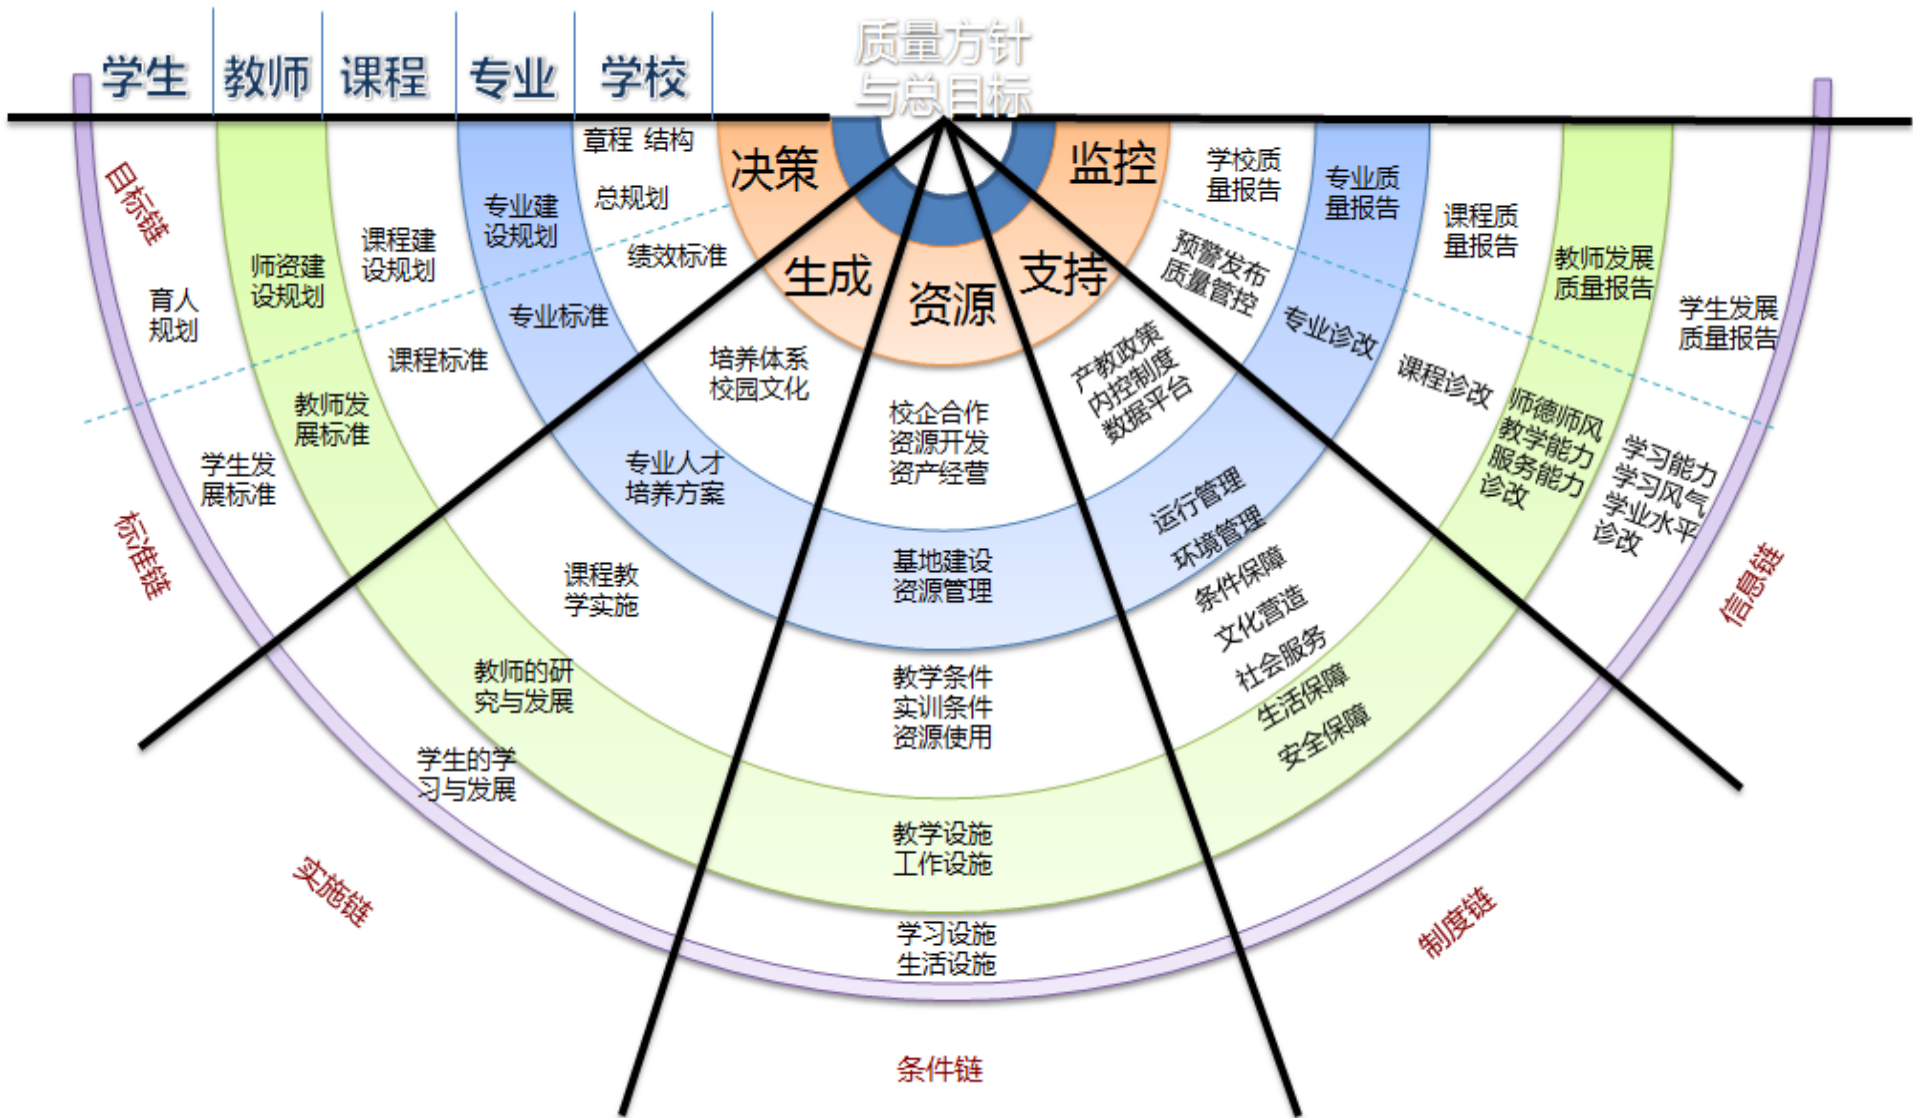 质量方针
与总目标
学生
教师
课程
专业
学校
决策
生成
资源
支持
监控
目标链
育人
规划
师资建
设规划
课程建
设规划
专业建
设规划
章程 结构
总规划
标准链
学生发
展标准
教师发
展标准
课程标准
专业标准
绩效标准
实施链
学生的学
习与发展
教师的研
究与发展
课程教
学实施
专业人才
培养方案
培养体系
校园文化
条件链
校企合作
资源开发
资产经营
基地建设
资源管理
教学条件
实训条件
资源使用
教学设施
工作设施
学习设施
生活设施
制度链
产教政策
内控制度
数据平台
运行管理
环境管理
条件保障
文化营造
社会服务
生活保障
安全保障
信息链
预警发布
质量管控
专业诊改
课程诊改
师德师风
教学能力
服务能力
诊改
学习能力
学习风气
学业水平
诊改
学校质
量报告
专业质
量报告
课程质
量报告
教师发展
质量报告
学生发展
质量报告